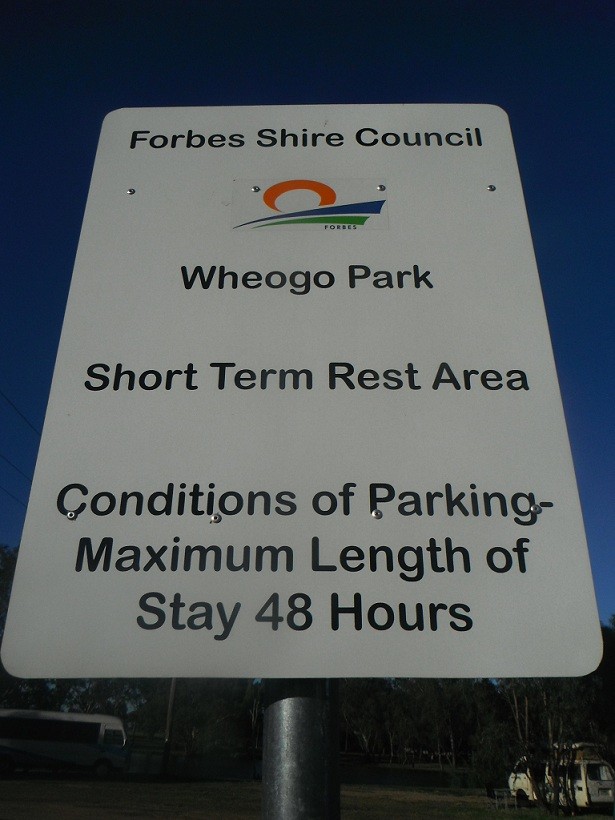 Forbes Shire Council
FORBES
Wheogo Park
Short Term Rest Area
Conditions of Parking-
Maximum Length of
Stay 48 Hours